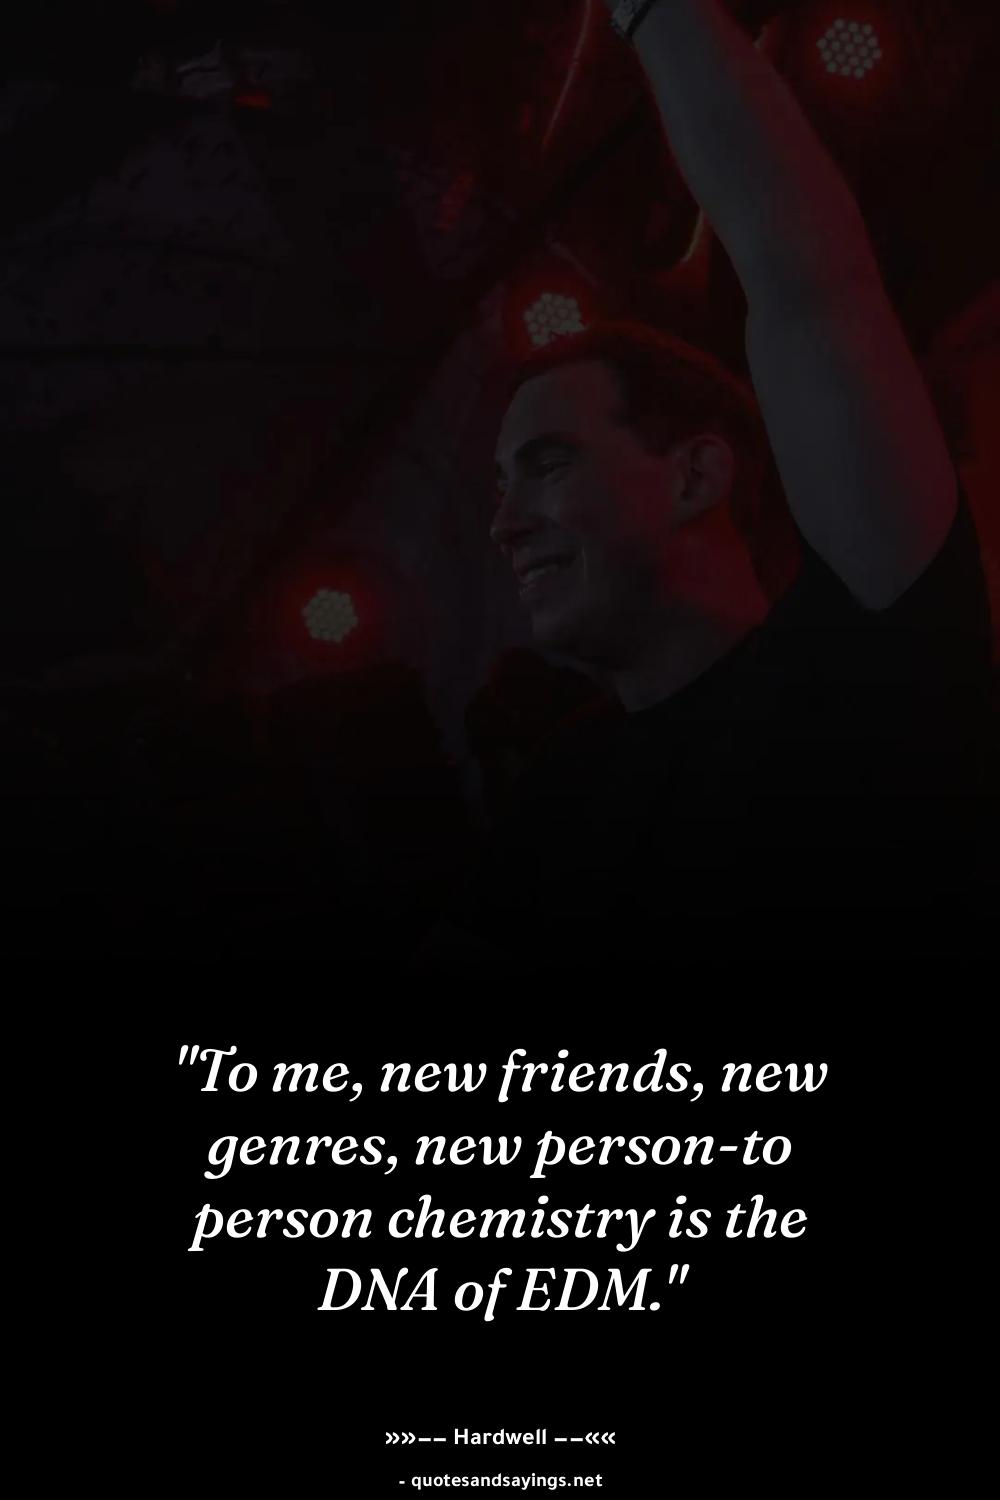 "To me, new friends, new
genres, new person-to
person chemistry is the
DNA of EDM."
»»–– Hardwell ––««
- quotesandsayings.net